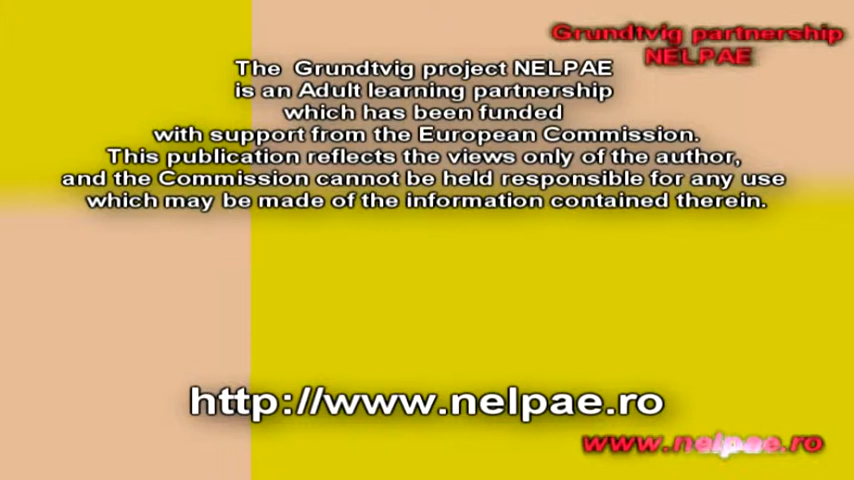 Grundtvig partnership
NELPAE
The Grundtvig project NELPAE
is an Adult learning partnership
which has been funded
with support from the European Commission.
This publication reflects the views only of the author,
and the Commission cannot be held responsible for any use
which may be made of the information contained therein.
http://www.nelpae.ro
www.nelpae.ro